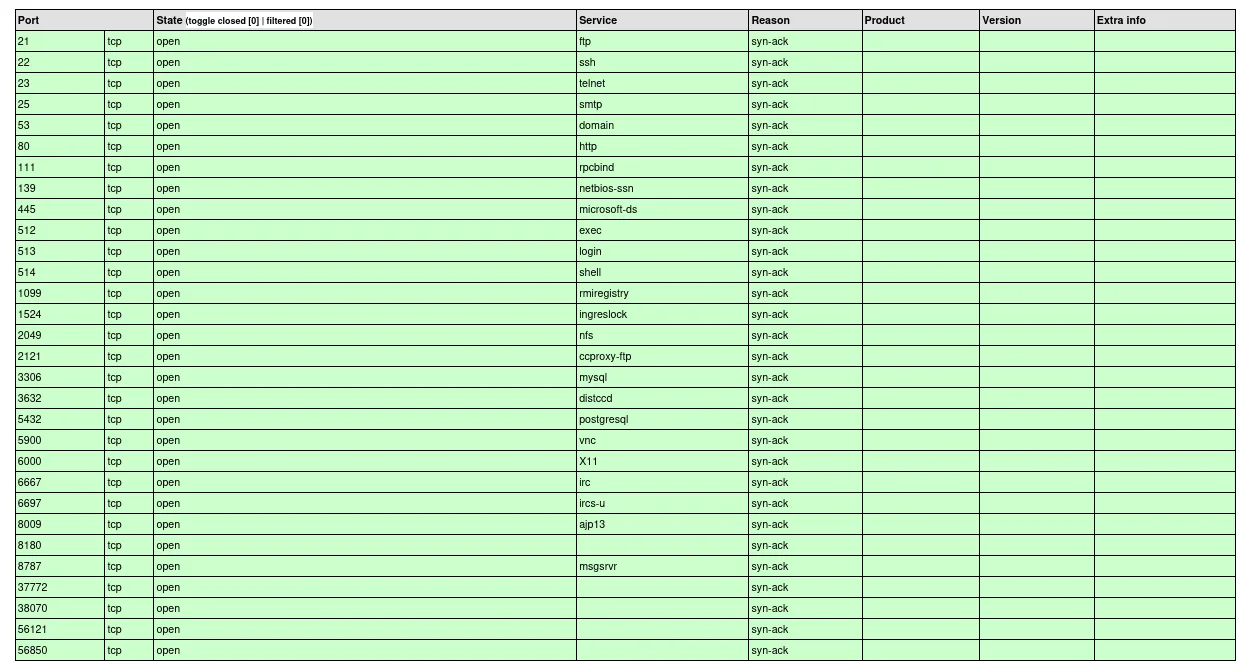 Port State (toggle closed [0] | filtered [0]) Service Reason Product Version Extra info
21 tcp open ftp syn-ack
22 tcp open ssh syn-ack
23 tcp open telnet syn-ack
25 tcp open smtp syn-ack
53 tcp open domain syn-ack
80 tcp open http syn-ack
111 tcp open rpcbind syn-ack
139 tcp open netbios-ssn syn-ack
445 tcp open microsoft-ds syn-ack
512 tcp open exec syn-ack
513 tcp open login syn-ack
514 tcp open shell syn-ack
1099 tcp open rmiregistry syn-ack
1524 tcp open ingreslock syn-ack
2049 tcp open nfs syn-ack
2121 tcp open ccproxy-ftp syn-ack
3306 tcp open mysql syn-ack
3632 tcp open distccd syn-ack
5432 tcp open postgresql syn-ack
5900 tcp open vnc syn-ack
6000 tcp open X11 syn-ack
6667 tcp open irc syn-ack
6697 tcp open ircs-u syn-ack
8009 tcp open ajp13 syn-ack
8180 tcp open syn-ack
8787 tcp open msgsrvr syn-ack
37772 tcp open syn-ack
38070 tcp open syn-ack
56121 tcp open syn-ack
56850 tcp open syn-ack